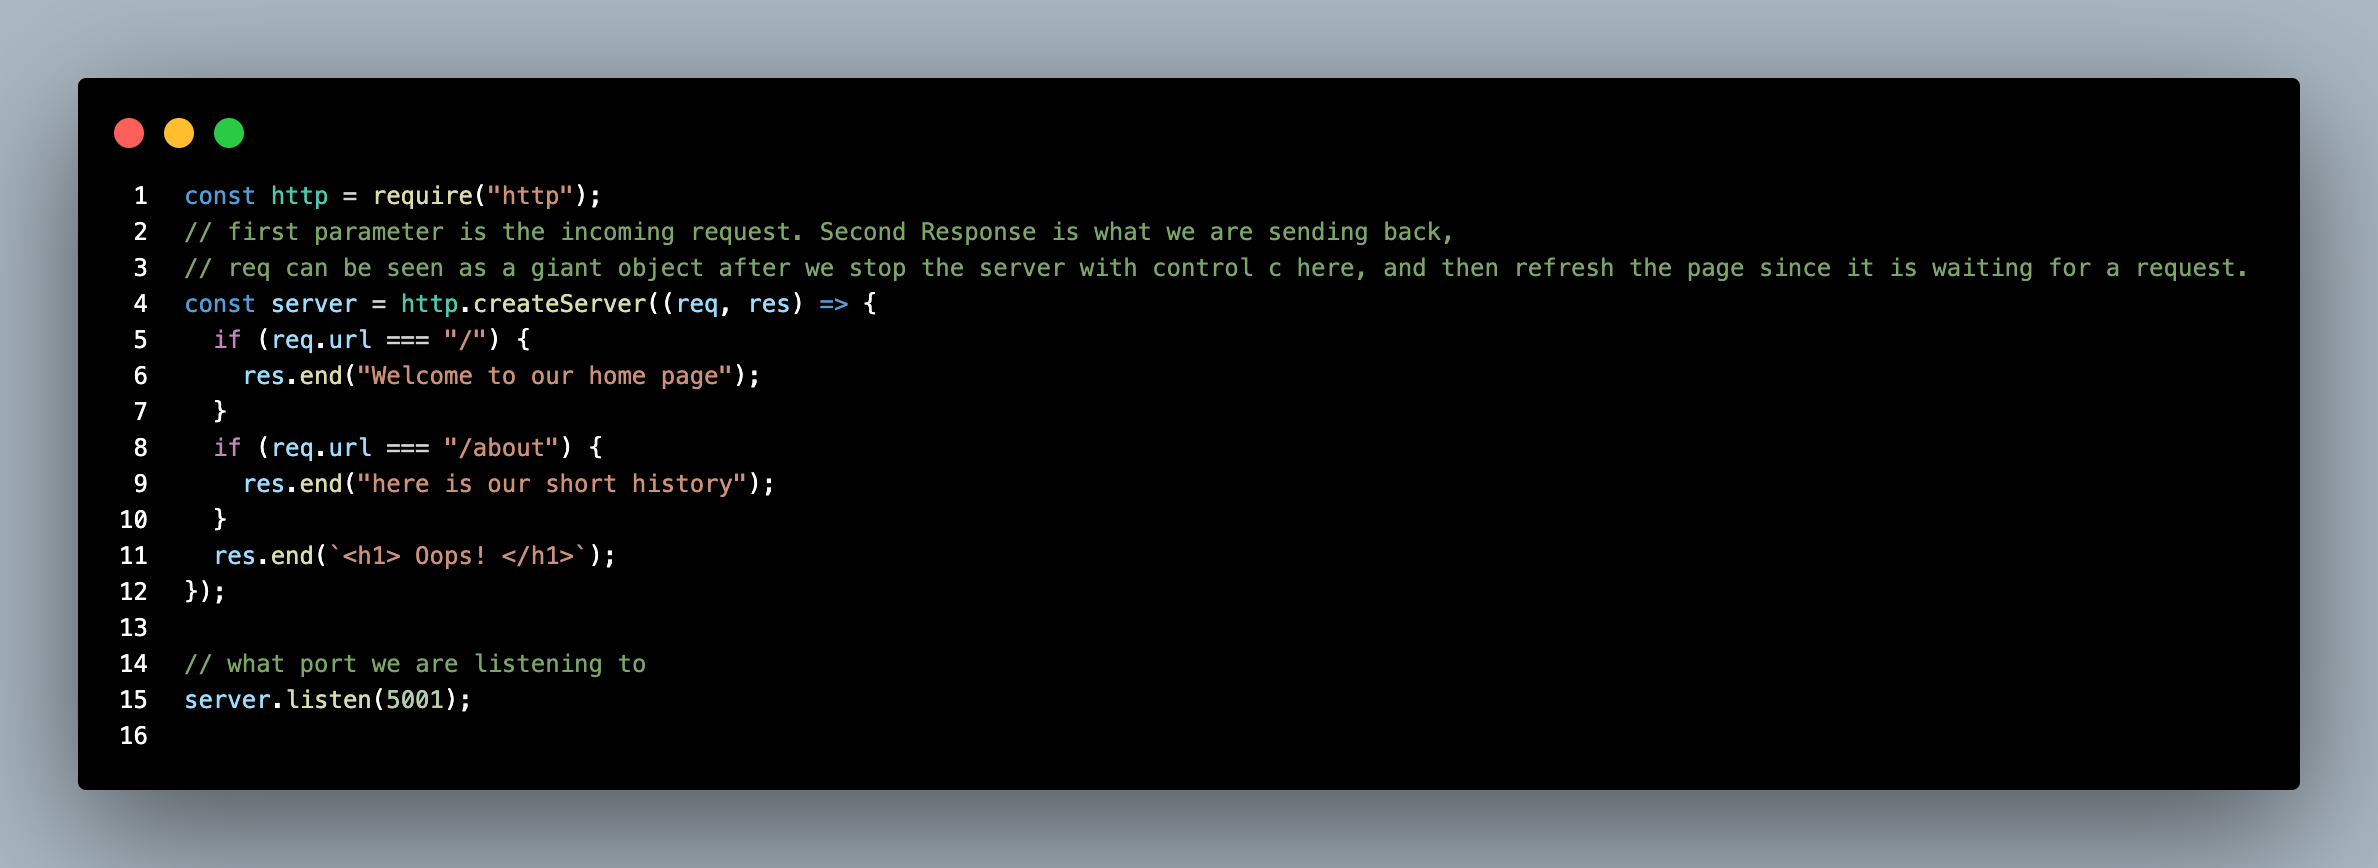 1 const http = require("http");
2 // first parameter is the incoming request. Second Response is what we are sending back,
3 // req can be seen as a giant object after we stop the server with control c here, and then refresh the page since it is waiting for a request.
4 const server = http.createServer((req, res) => {
5   if (req.url === "/") {
6     res.end("Welcome to our home page");
7   }
8   if (req.url === "/about") {
9     res.end("here is our short history");
10   }
11   res.end(`<h1> Oops! </h1>`);
12 });
13
14 // what port we are listening to
15 server.listen(5001);
16